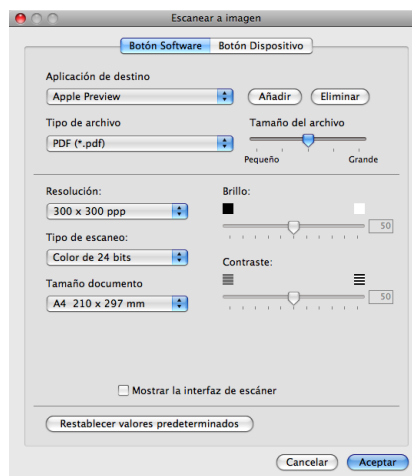 Escanear a imagen
Botón Software Botón Dispositivo
Aplicación de destino
Apple Preview Añadir Eliminar
Tipo de archivo Tamaño del archivo
PDF (*.pdf)
Pequeño Grande
Resolución: Brillo:
300 x 300 ppp
50
Tipo de escaneo:
Color de 24 bits
Contraste:
Tamaño documento
A4 210 x 297 mm
50
Mostrar la interfaz de escáner
Restablecer valores predeterminados
Cancelar Aceptar